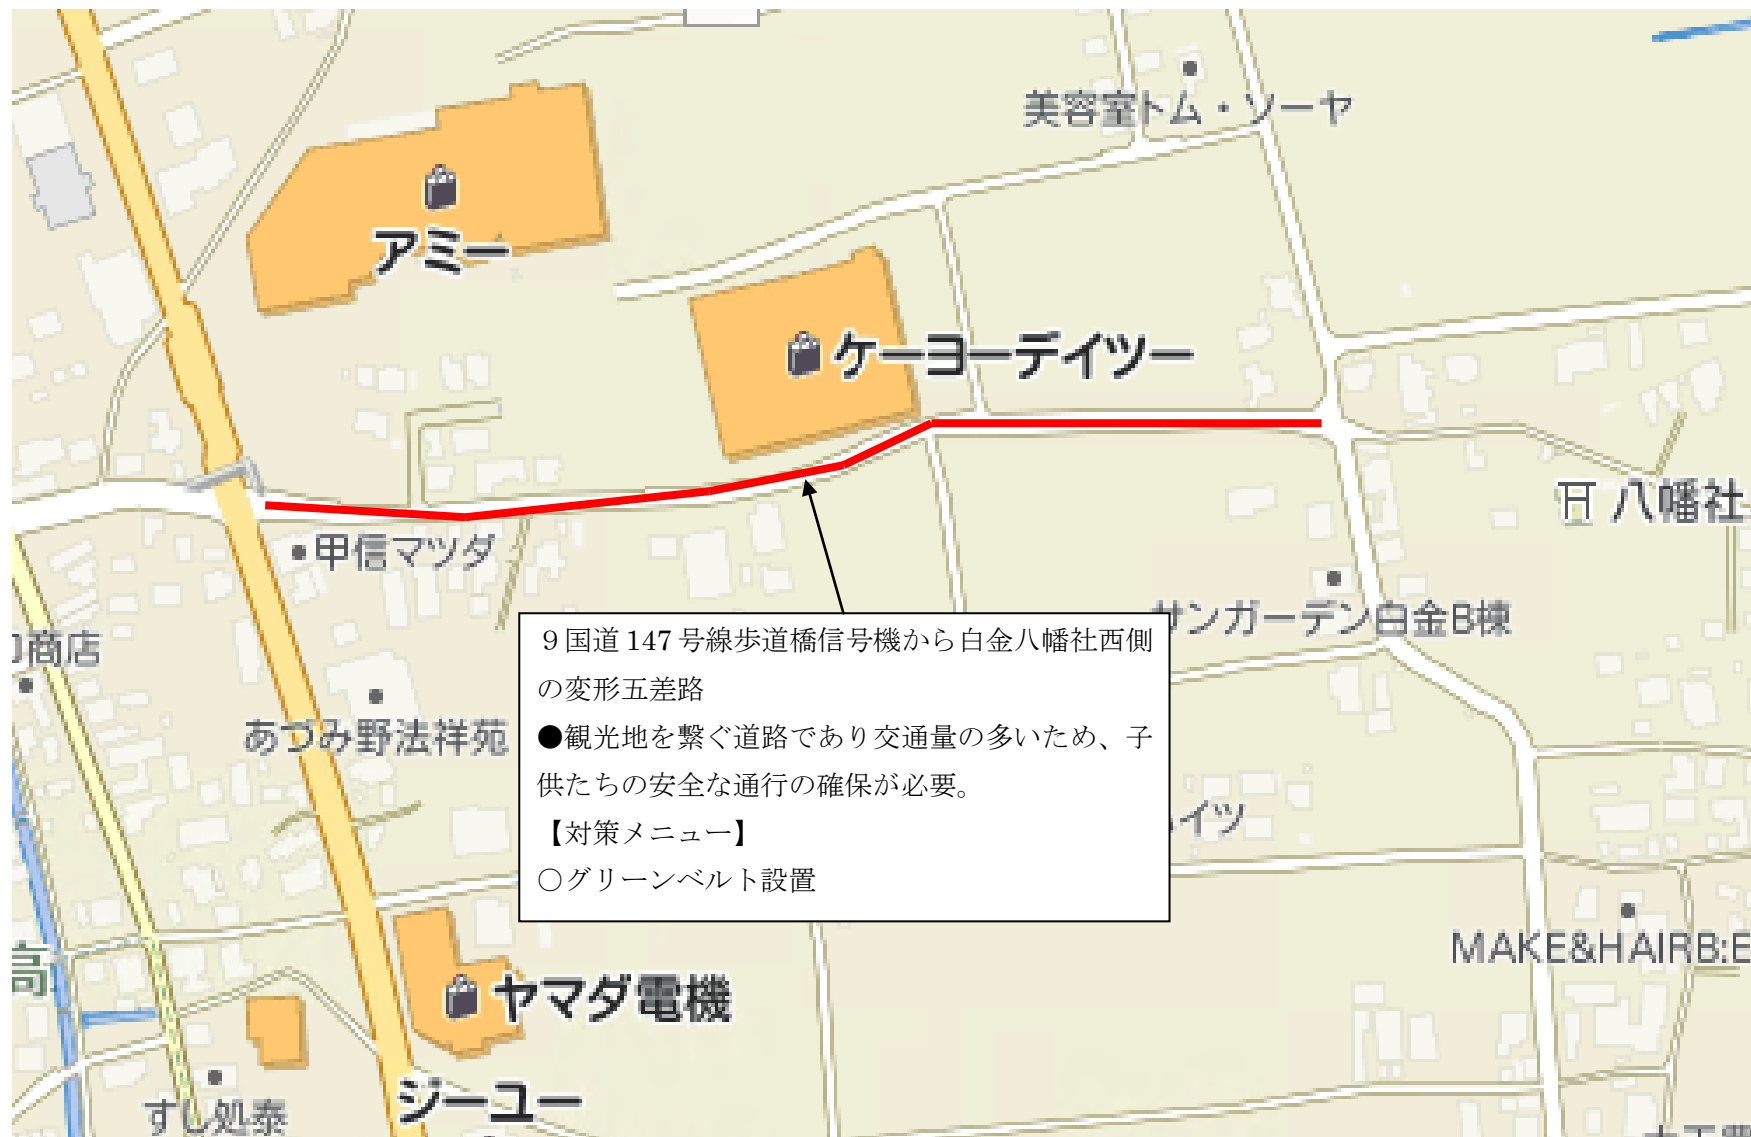 美容室トム・ソーヤ
アミー
ケーヨーデイツー
八幡社
甲信マツダ
サンガーデン白金B棟
商店
９国道147号線歩道橋信号機から白金八幡社西側
の変形五差路
●観光地を繋ぐ道路であり交通量の多いため、子
供たちの安全な通行の確保が必要。
【対策メニュー】
○グリーンベルト設置
あづみ野法祥苑
イツ
MAKE&HAIRB:E
高
ヤマダ電機
ジーユー
すし処泰